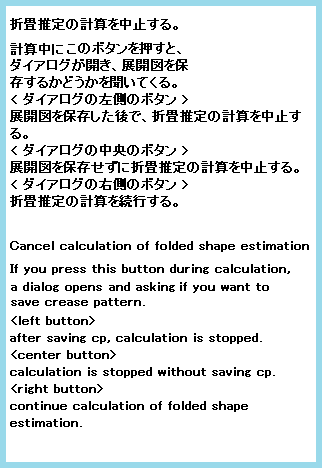 折畳推定の計算を中止する。
計算中にこのボタンを押すと、
ダイアログが開き、展開図を保
存するかどうかを聞いてくる。
< ダイアログの左側のボタン >
展開図を保存した後で、折畳推定の計算を中止す
る。
< ダイアログの中央のボタン >
展開図を保存せずに折畳推定の計算を中止する。
< ダイアログの右側のボタン >
折畳推定の計算を続行する。
Cancel calculation of folded shape estimation
If you press this button during calculation,
a dialog opens and asking if you want to
save crease pattern.
<left button>
after saving cp, calculation is stopped.
<center button>
calculation is stopped without saving cp.
<right button>
continue calculation of folded shape
estimation.